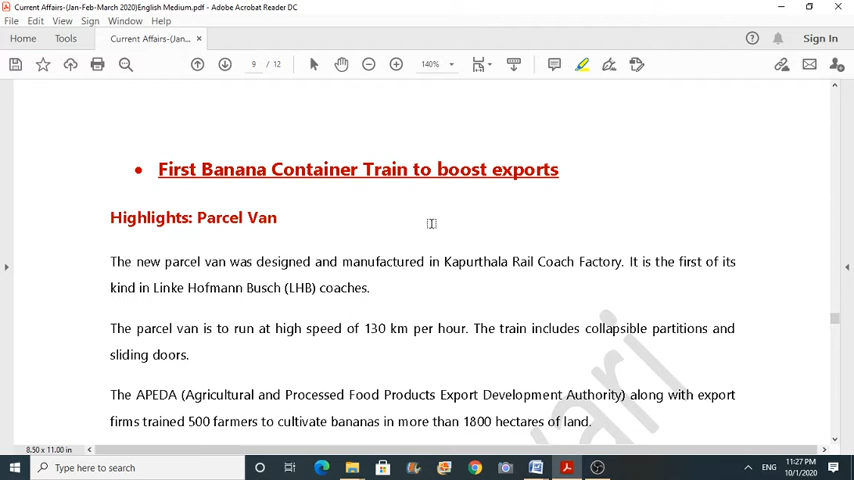 Current Affairs-(Jan-Feb-March 2020)English Medium.pdf - Adobe Acrobat Reader DC
File Edit View Sign Window Help
Home Tools Current Affairs-(Jan... × Sign In
9 / 12 140%
• First Banana Container Train to boost exports
Highlights: Parcel Van
The new parcel van was designed and manufactured in Kapurthala Rail Coach Factory. It is the first of its
kind in Linke Hofmann Busch (LHB) coaches.
The parcel van is to run at high speed of 130 km per hour. The train includes collapsible partitions and
sliding doors.
The APEDA (Agricultural and Processed Food Products Export Development Authority) along with export
firms trained 500 farmers to cultivate bananas in more than 1800 hectares of land.
8.50 x 11.00 in
Type here to search
ENG
11:27 PM
10/1/2020